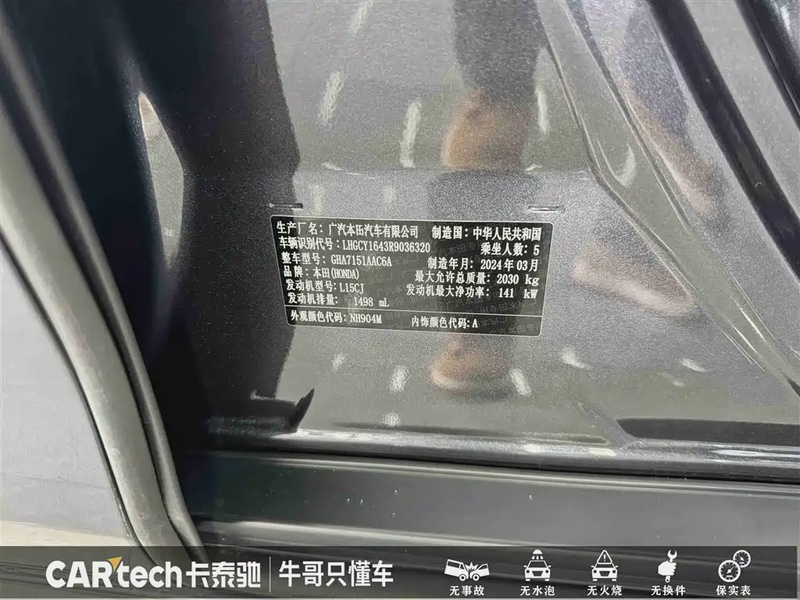 生产厂名：广汽本田汽车有限公司 制造国：中华人民共和国
车辆识别代号：LHGCY1643R9036320 乘坐人数：5
整车型号：GHA7151AAC6A 制造年月：2024年03月
品牌：本田(HONDA) 最大允许总质量：2030 kg
发动机型号：L15CJ 发动机最大净功率：141 kW
发动机排量：1498 mL
外观颜色代码：NH904M 内饰颜色代码：A
CARtech卡泰驰 牛哥只懂车
无事故 无水泡 无火烧 无换件 保实表